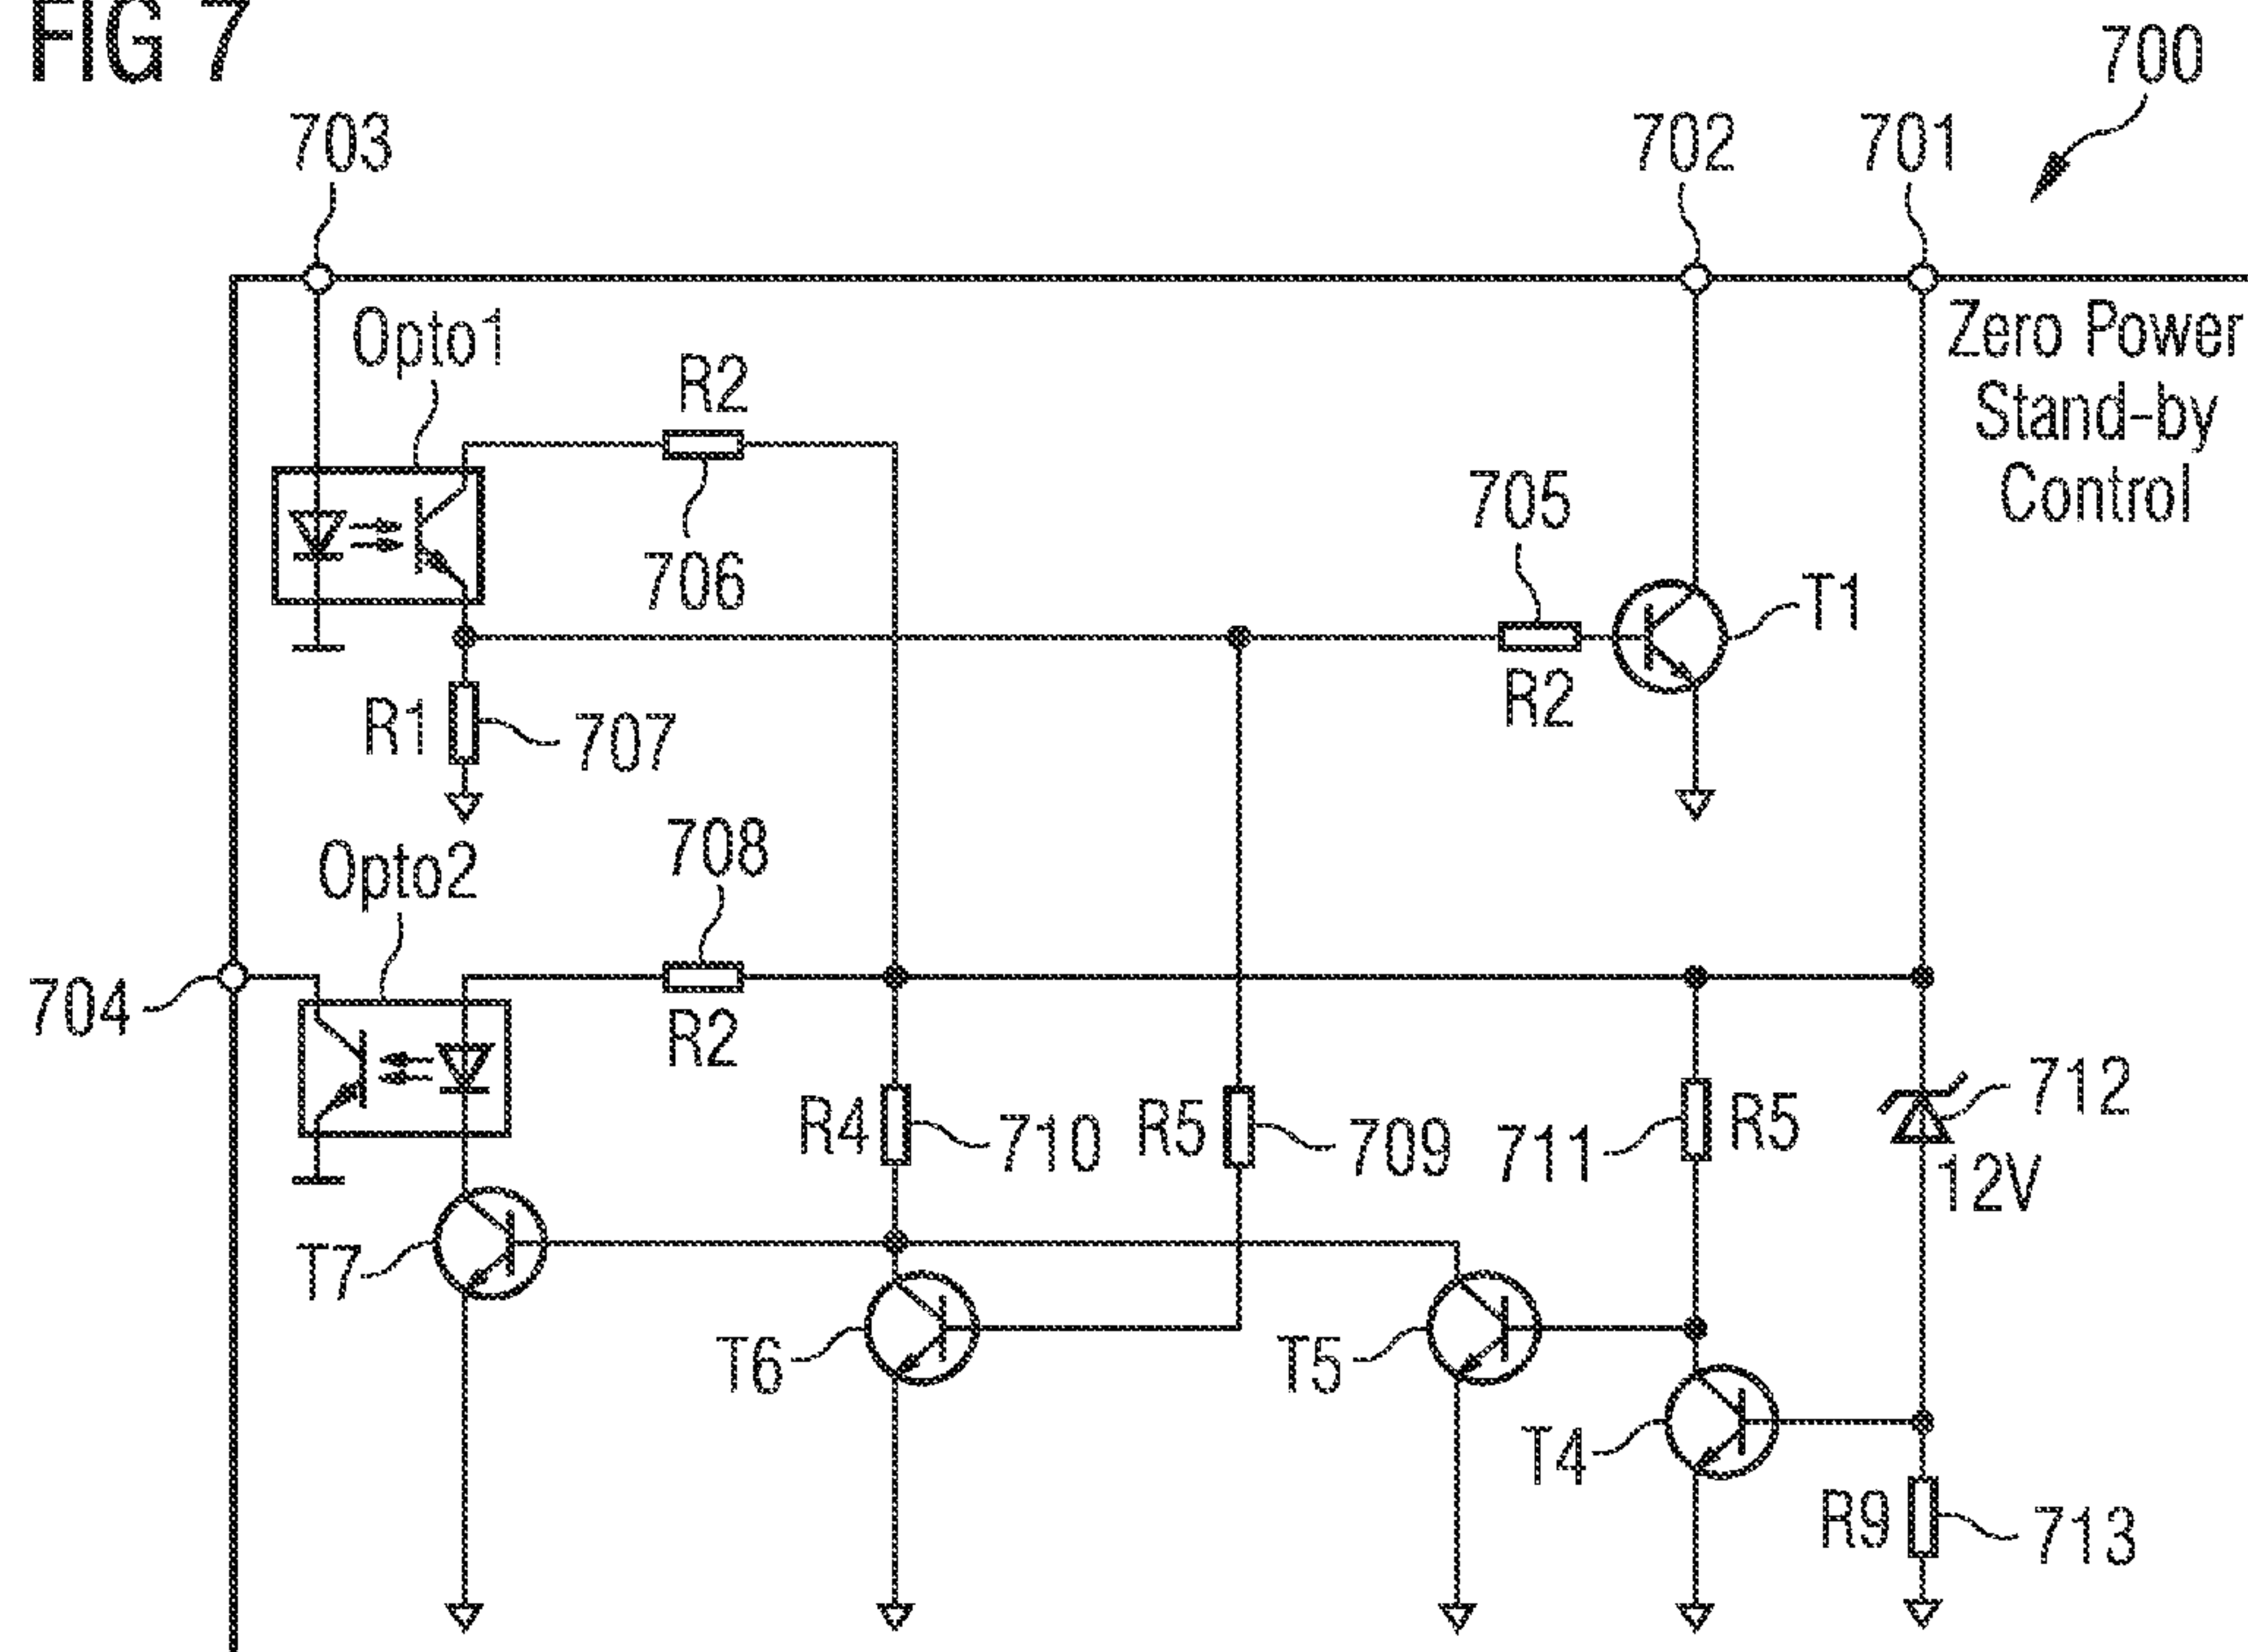 FIG 7
700
703
702
701
Opto1
Zero Power
Stand-by
Control
R2
706
705
R2
T1
R1
707
Opto2
708
R2
704
R4
710
R5
709
711
R5
712
12V
T7
T6
T5
T4
R9
713